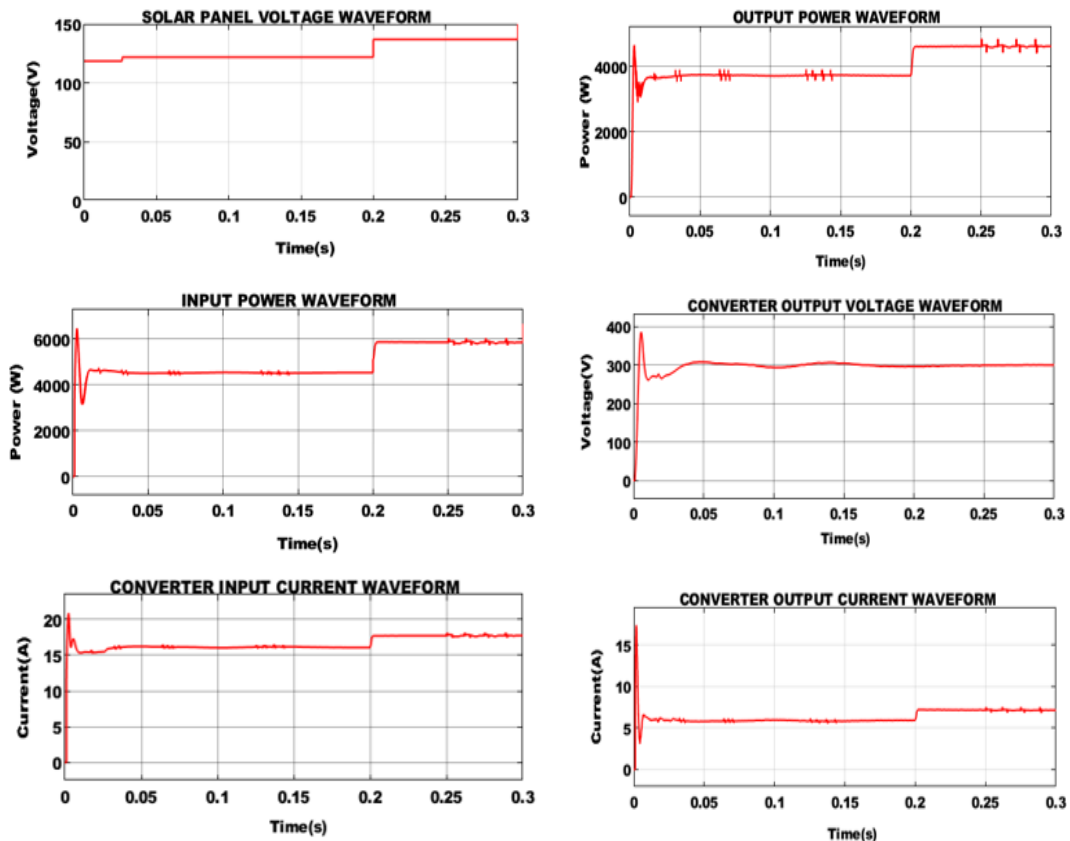 SOLAR PANEL VOLTAGE WAVEFORM
150
100
50
0
Voltage(V)
0 0.05 0.1 0.15 0.2 0.25 0.3
Time(s)
OUTPUT POWER WAVEFORM
4000
2000
0
Power (W)
0 0.05 0.1 0.15 0.2 0.25 0.3
Time(s)
INPUT POWER WAVEFORM
6000
4000
2000
0
Power (W)
0 0.05 0.1 0.15 0.2 0.25 0.3
Time(s)
CONVERTER OUTPUT VOLTAGE WAVEFORM
400
300
200
100
0
Voltage(V)
0 0.05 0.1 0.15 0.2 0.25 0.3
Time(s)
CONVERTER INPUT CURRENT WAVEFORM
20
15
10
5
0
Current(A)
0 0.05 0.1 0.15 0.2 0.25 0.3
Time(s)
CONVERTER OUTPUT CURRENT WAVEFORM
15
10
5
0
Current(A)
0 0.05 0.1 0.15 0.2 0.25 0.3
Time(s)